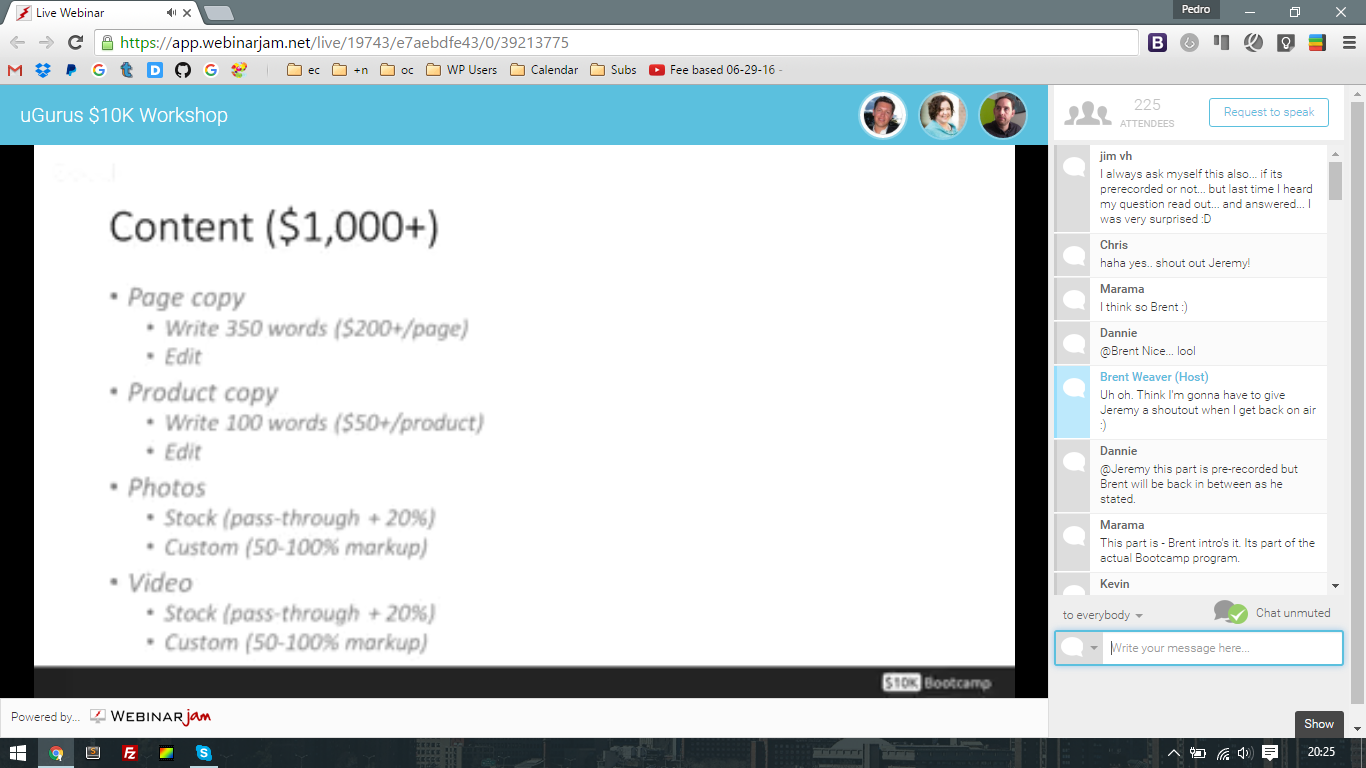 Live Webinar
Pedro
https://app.webinarjam.net/live/19743/e7aebdfe43/0/39213775
ec
+n
oc
WP Users
Calendar
Subs
Fee based 06-29-16 -
uGurus $10K Workshop
225
ATTENDEES
Request to speak
Content ($1,000+)
• Page copy
• Write 350 words ($200+/page)
• Edit
• Product copy
• Write 100 words ($50+/product)
• Edit
• Photos
• Stock (pass-through + 20%)
• Custom (50-100% markup)
• Video
• Stock (pass-through + 20%)
• Custom (50-100% markup)
$10K Bootcamp
Powered by... WEBINARjam
jim vh
I always ask myself this also... if its
prerecorded or not... but last time I heard
my question read out... and answered... I
was very surprised :D
Chris
haha yes.. shout out Jeremy!
Marama
I think so Brent :)
Dannie
@Brent Nice... lool
Brent Weaver (Host)
Uh oh. Think I'm gonna have to give
Jeremy a shoutout when I get back on air
:)
Dannie
@Jeremy this part is pre-recorded but
Brent will be back in between as he
stated.
Marama
This part is - Brent intro's it. Its part of the
actual Bootcamp program.
Kevin
to everybody
Chat unmuted
Write your message here...
Show
20:25